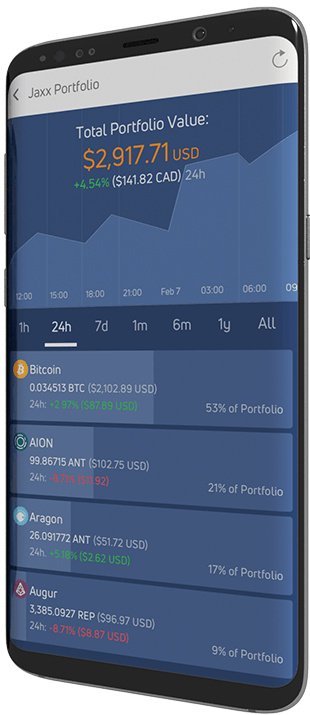 Jaxx Portfolio
Total Portfolio Value:
$2,917.71 USD
+4.54% ($141.82 CAD) 24h
12:00 15:00 18:00 21:00 Feb 7 03:00 06:00 09
1h 24h 7d 1m 6m 1y All
Bitcoin
0.034513 BTC ($2,102.89 USD)
24h: +2.97% ($87.89 USD)
53% of Portfolio
AION
99.86715 ANT ($102.75 USD)
24h:
21% of Portfolio
Aragon
26.091772 ANT ($51.72 USD)
24h: +5.18% ($2.62 USD)
17% of Portfolio
Augur
3,385.0927 REP ($96.97 USD)
24h: -8.71% ($8.87 USD)
9% of Portfolio